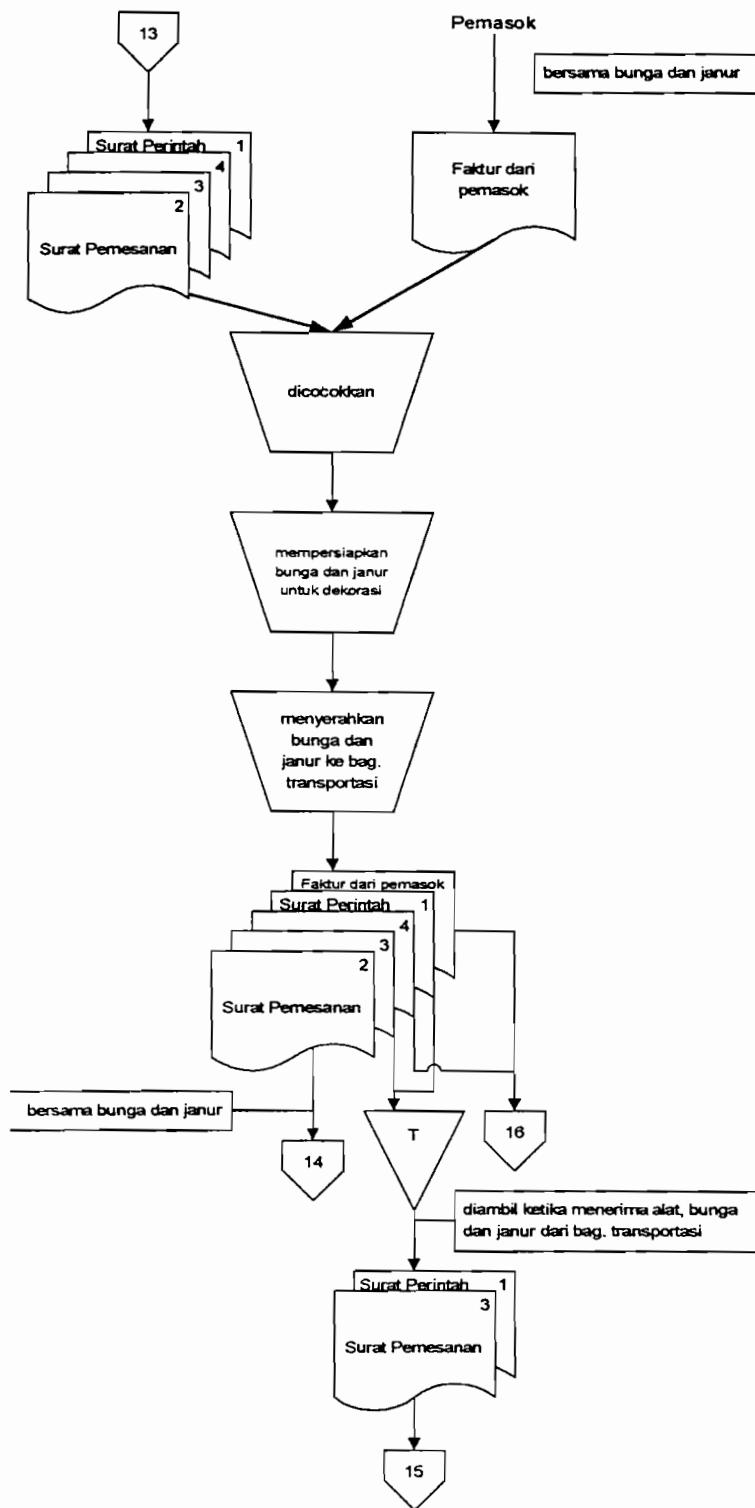 13
Pemasok
bersama bunga dan janur
Surat Perintah 1
4
3
2
Surat Pemesanan
Faktur dari
pemasok
dicocokkan
mempersiapkan
bunga dan janur
untuk dekorasi
menyerahkan
bunga dan
janur ke bag.
transportasi
Faktur dari pemasok
Surat Perintah 1
4
3
2
Surat Pemesanan
bersama bunga dan janur
14
T
16
diambil ketika menerima alat, bunga
dan janur dari bag. transportasi
Surat Perintah 1
3
Surat Pemesanan
15